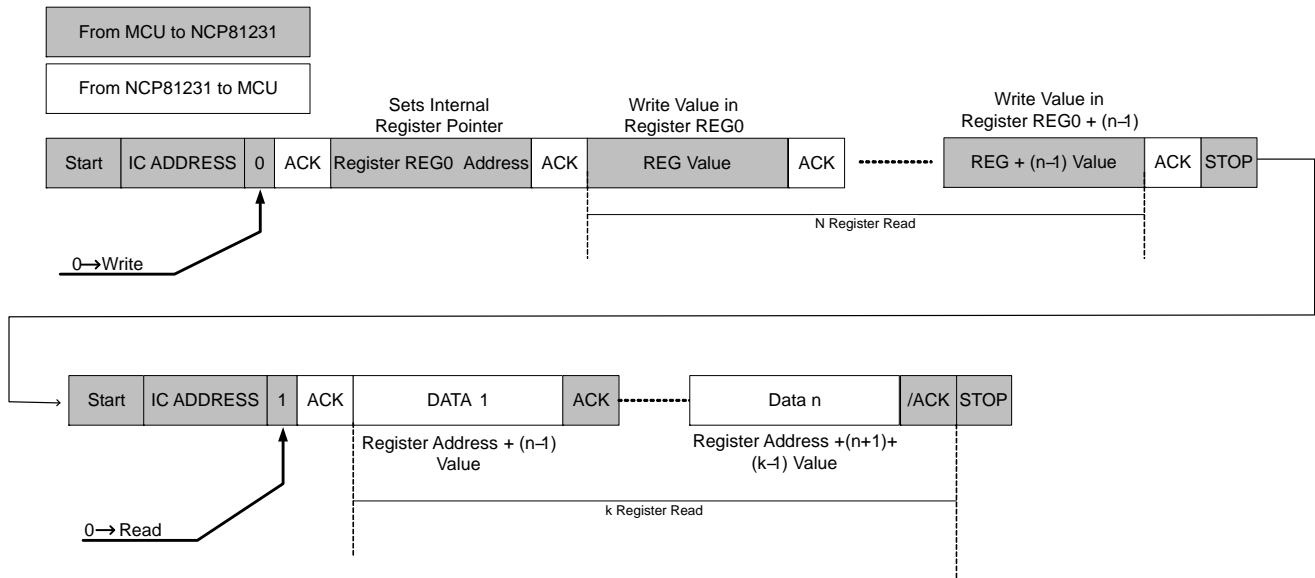 From MCU to NCP81231
From NCP81231 to MCU
Sets Internal
Register Pointer
Write Value in
Register REG0
Write Value in
Register REG0 + (n–1)
Start IC ADDRESS 0 ACK Register REG0 Address ACK REG Value ACK REG + (n–1) Value ACK STOP
N Register Read
0→Write
Start IC ADDRESS 1 ACK DATA 1 ACK Data n /ACK STOP
Register Address + (n–1)
Value
Register Address +(n+1)+
(k–1) Value
k Register Read
0→Read